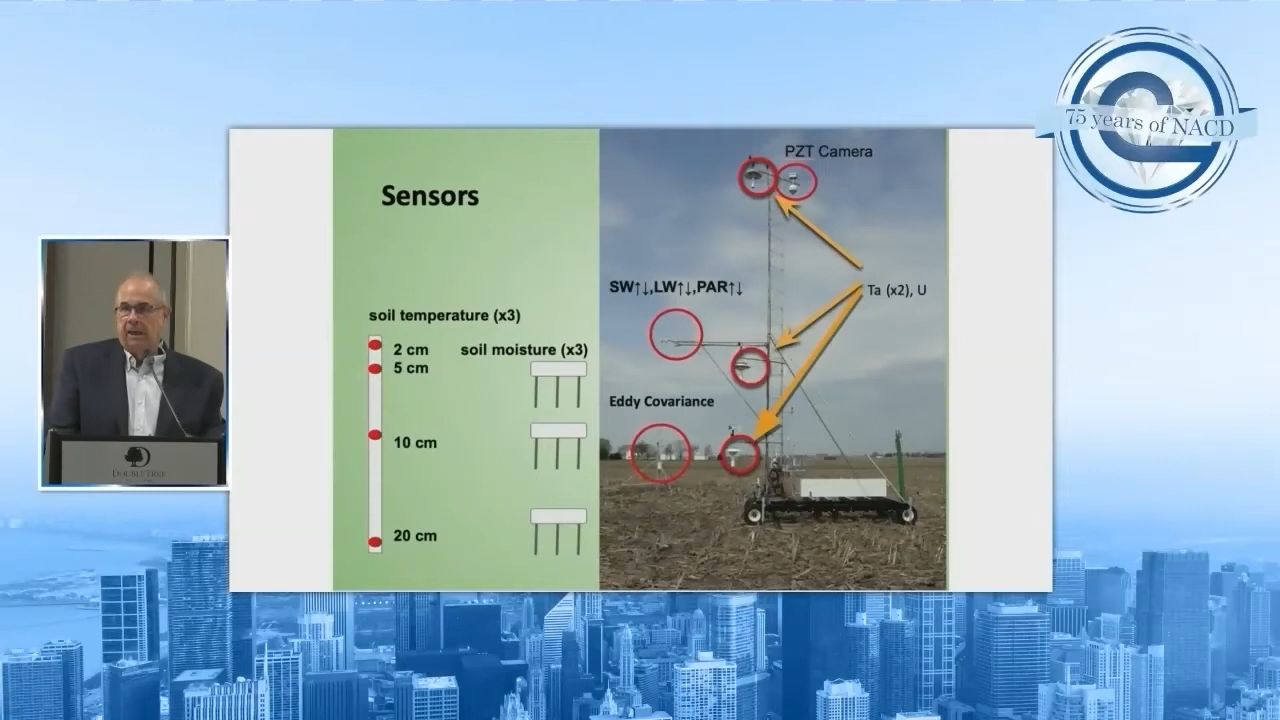 75 years of NACD
Sensors
soil temperature (x3)
2 cm
soil moisture (x3)
5 cm
10 cm
20 cm
PZT Camera
SW↑↓,LW↑↓,PAR↑↓
Ta (x2), U
Eddy Covariance
DOUBLETREE